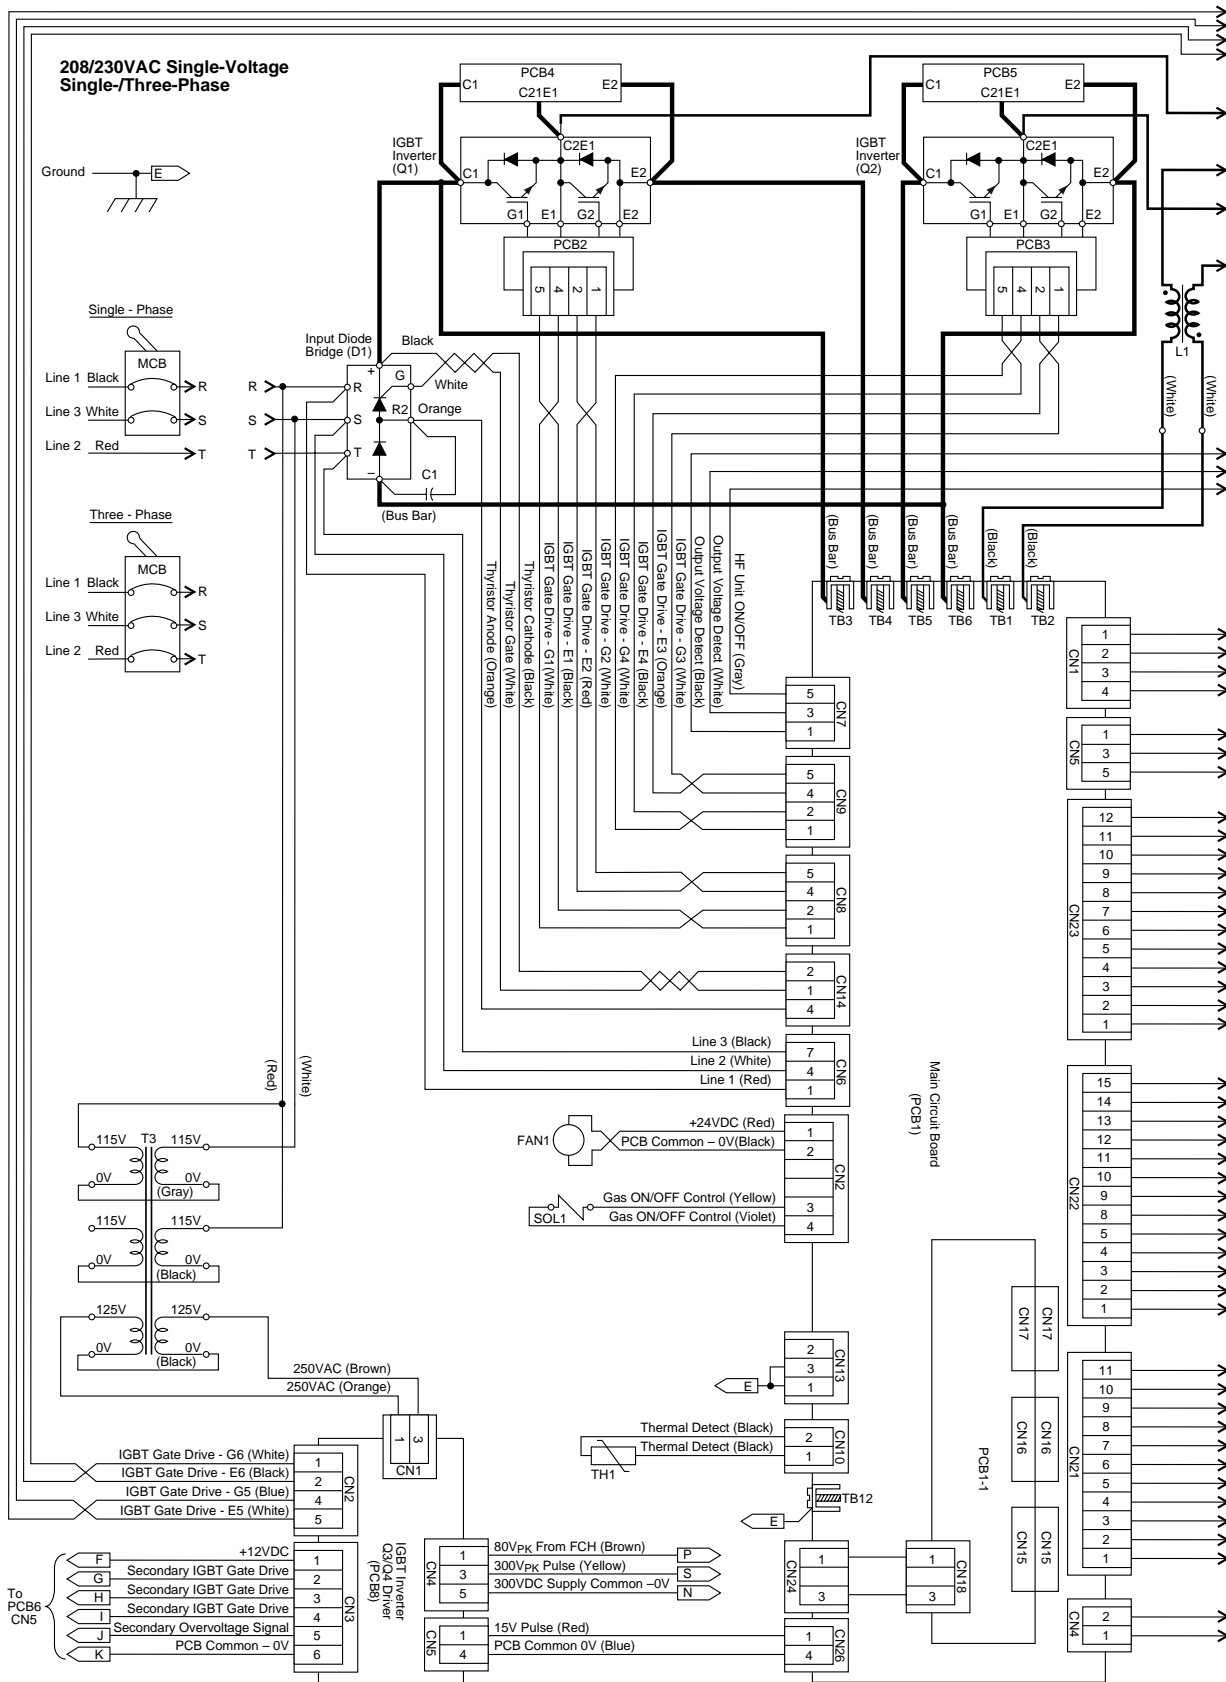 208/230VAC Single-Voltage
Single-/Three-Phase
Ground
E
PCB4
C1
C21E1
E2
IGBT
Inverter
(Q1)
C2E1
C1
E2
G1
E1
G2
E2
PCB2
5
4
2
1
PCB5
C1
C21E1
E2
IGBT
Inverter
(Q2)
C2E1
C1
E2
G1
E1
G2
E2
PCB3
5
4
2
1
L1
(White)
(White)
Single - Phase
MCB
Line 1 Black
R
Line 3 White
S
Line 2 Red
T
Three - Phase
MCB
Line 1 Black
R
Line 3 White
S
Line 2 Red
T
Input Diode
Bridge (D1)
Black
White
Orange
+
G
R
R
R2
S
S
T
T
–
C1
(Bus Bar)
Thyristor Anode (Orange)
Thyristor Gate (White)
Thyristor Cathode (Black)
IGBT Gate Drive - G1(White)
IGBT Gate Drive - E1 (Black)
IGBT Gate Drive - E2 (Red)
IGBT Gate Drive - G2 (White)
IGBT Gate Drive - G4 (White)
IGBT Gate Drive - E4 (Black)
IGBT Gate Drive - E3 (Orange)
IGBT Gate Drive - G3 (White)
Output Voltage Detect (Black)
Output Voltage Detect (White)
HF Unit ON/OFF (Gray)
(Bus Bar)
(Bus Bar)
(Bus Bar)
(Bus Bar)
(Black)
(Black)
TB3
TB4
TB5
TB6
TB1
TB2
CN7
5
3
1
CN9
5
4
2
1
CN8
5
4
2
1
CN14
2
1
4
Line 3 (Black)
Line 2 (White)
Line 1 (Red)
7
4
1
CN6
FAN1
+24VDC (Red)
PCB Common – 0V(Black)
SOL1
Gas ON/OFF Control (Yellow)
Gas ON/OFF Control (Violet)
1
2
3
4
CN2
Main Circuit Board
(PCB1)
CN13
2
3
1
E
Thermal Detect (Black)
Thermal Detect (Black)
TH1
2
1
CN10
TB12
E
CN24
1
3
CN18
1
3
CN26
1
4
PCB1-1
CN17
CN17
CN16
CN16
CN15
CN15
CN1
1
2
3
4
CN5
1
3
5
CN23
12
11
10
9
8
7
6
5
4
3
2
1
CN22
15
14
13
12
11
10
9
8
5
4
3
2
1
CN21
11
10
9
8
7
6
5
4
3
2
1
CN4
2
1
(Red)
(White)
T3
115V
115V
0V
0V
(Gray)
115V
115V
0V
0V
(Black)
125V
125V
0V
0V
(Black)
250VAC (Brown)
250VAC (Orange)
1
3
CN1
IGBT Gate Drive - G6 (White)
IGBT Gate Drive - E6 (Black)
IGBT Gate Drive - G5 (Blue)
IGBT Gate Drive - E5 (White)
1
2
4
5
CN2
To
PCB6
CN5
F
G
H
I
J
K
+12VDC
Secondary IGBT Gate Drive
Secondary IGBT Gate Drive
Secondary IGBT Gate Drive
Secondary Overvoltage Signal
PCB Common – 0V
1
2
3
4
5
6
CN3
IGBT Inverter
Q3/Q4 Driver
(PCB8)
CN4
1
3
5
80VPK From FCH (Brown)
300VPK Pulse (Yellow)
300VDC Supply Common –0V
P
S
N
CN5
1
4
15V Pulse (Red)
PCB Common 0V (Blue)